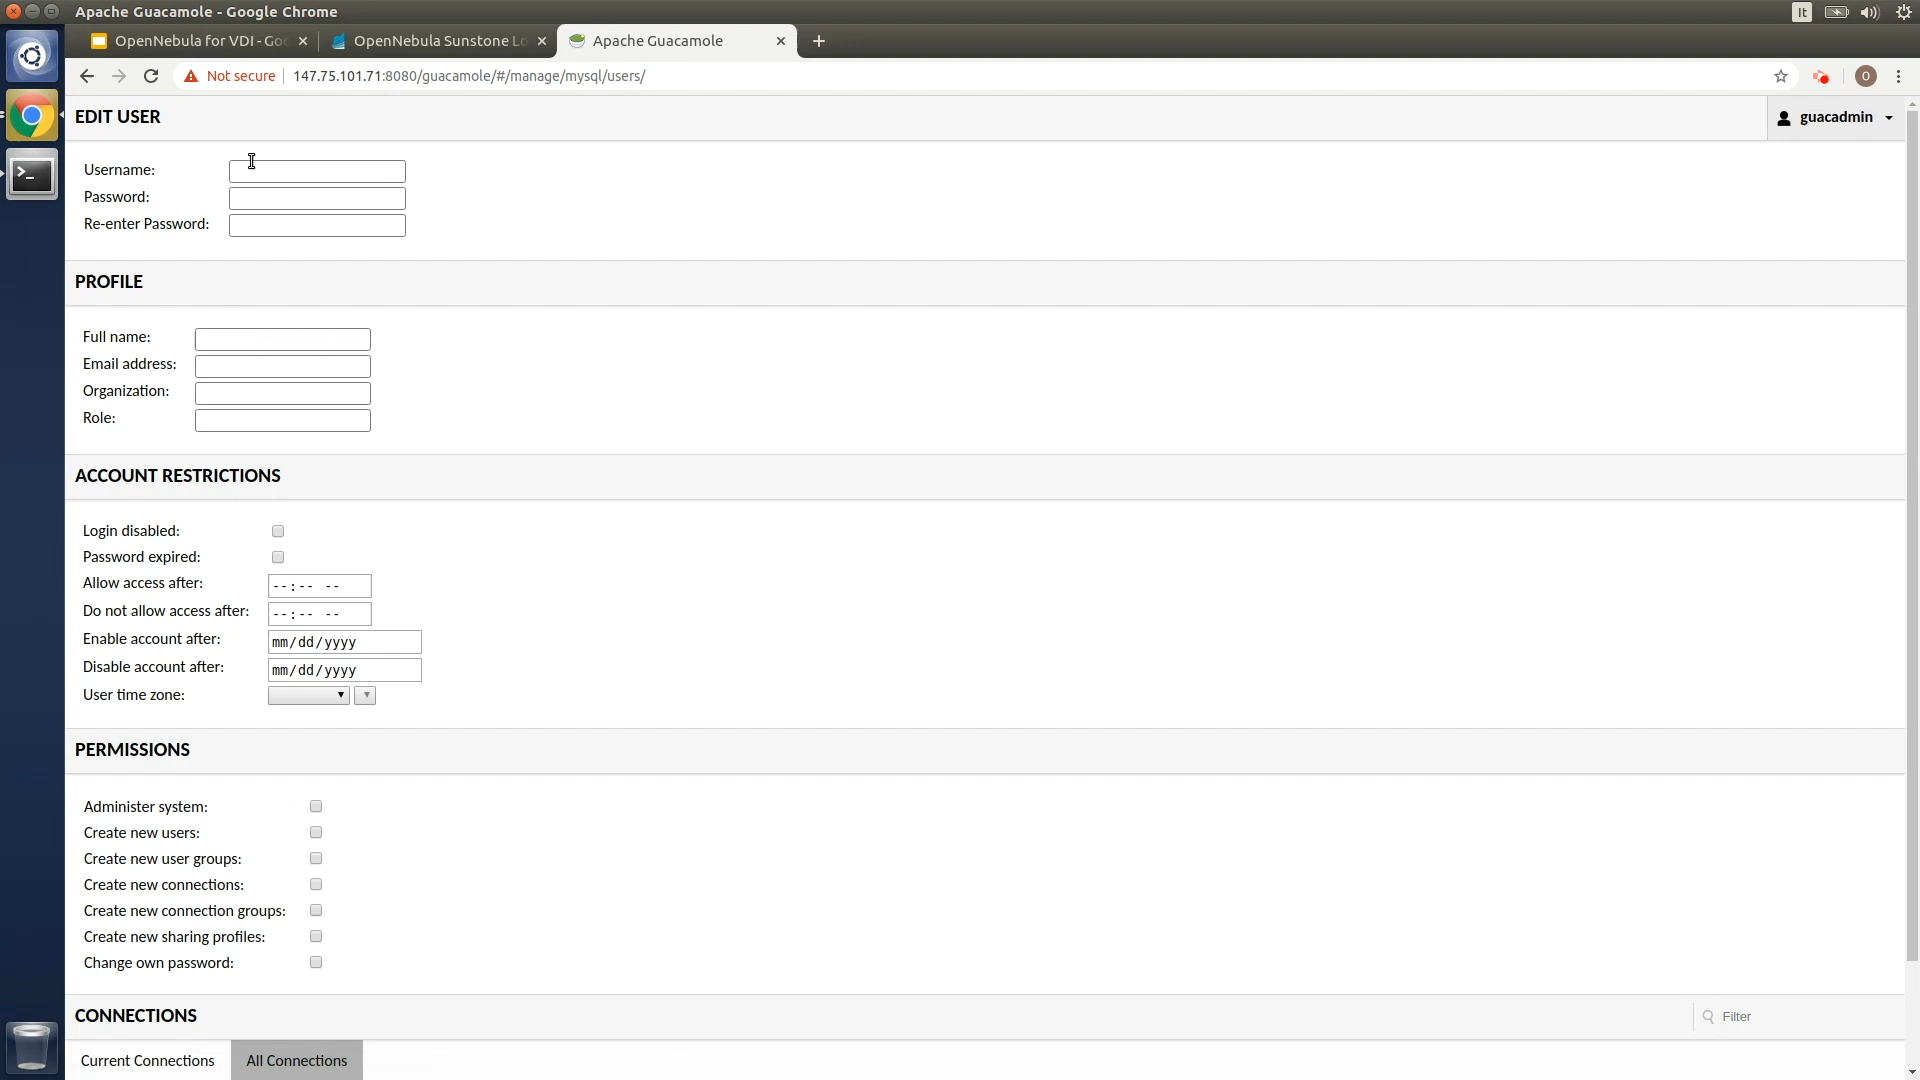 Apache Guacamole - Google Chrome
It
OpenNebula for VDI - Goo
OpenNebula Sunstone Lo
Apache Guacamole
Not secure
147.75.101.71:8080/guacamole/#/manage/mysql/users/
O
EDIT USER
guacadmin
Username:
Password:
Re-enter Password:
PROFILE
Full name:
Email address:
Organization:
Role:
ACCOUNT RESTRICTIONS
Login disabled:
Password expired:
Allow access after:
--:-- --
Do not allow access after:
--:-- --
Enable account after:
mm/dd/yyyy
Disable account after:
mm/dd/yyyy
User time zone:
PERMISSIONS
Administer system:
Create new users:
Create new user groups:
Create new connections:
Create new connection groups:
Create new sharing profiles:
Change own password:
CONNECTIONS
Filter
Current Connections
All Connections